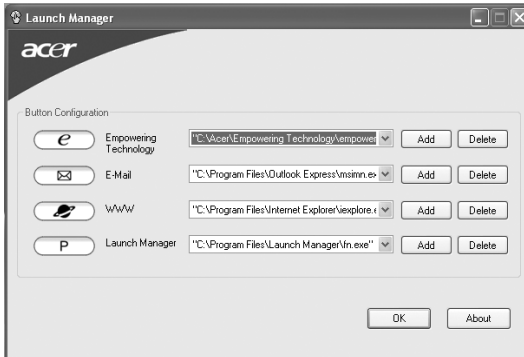 Launch Manager
acer
Button Configuration
e Empowering Technology "C:\Acer\Empowering Technology\empower Add Delete
E-Mail "C:\Program Files\Outlook Express\msimn.ex Add Delete
WWW "C:\Program Files\Internet Explorer\iexplore.e Add Delete
P Launch Manager "C:\Program Files\Launch Manager\fn.exe" Add Delete
OK About